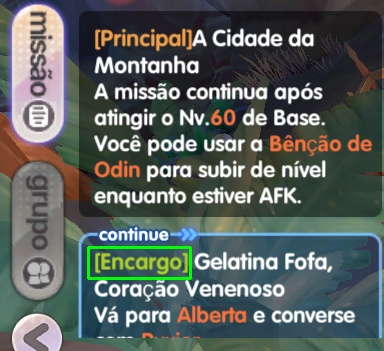 missão
grupo
[Principal]A Cidade da
Montanha
A missão continua após
atingir o Nv.60 de Base.
Você pode usar a Bênção de
Odin para subir de nível
enquanto estiver AFK.
continue
[Encargo] Gelatina Fofa,
Coração Venenoso
Vá para Alberta e converse
com